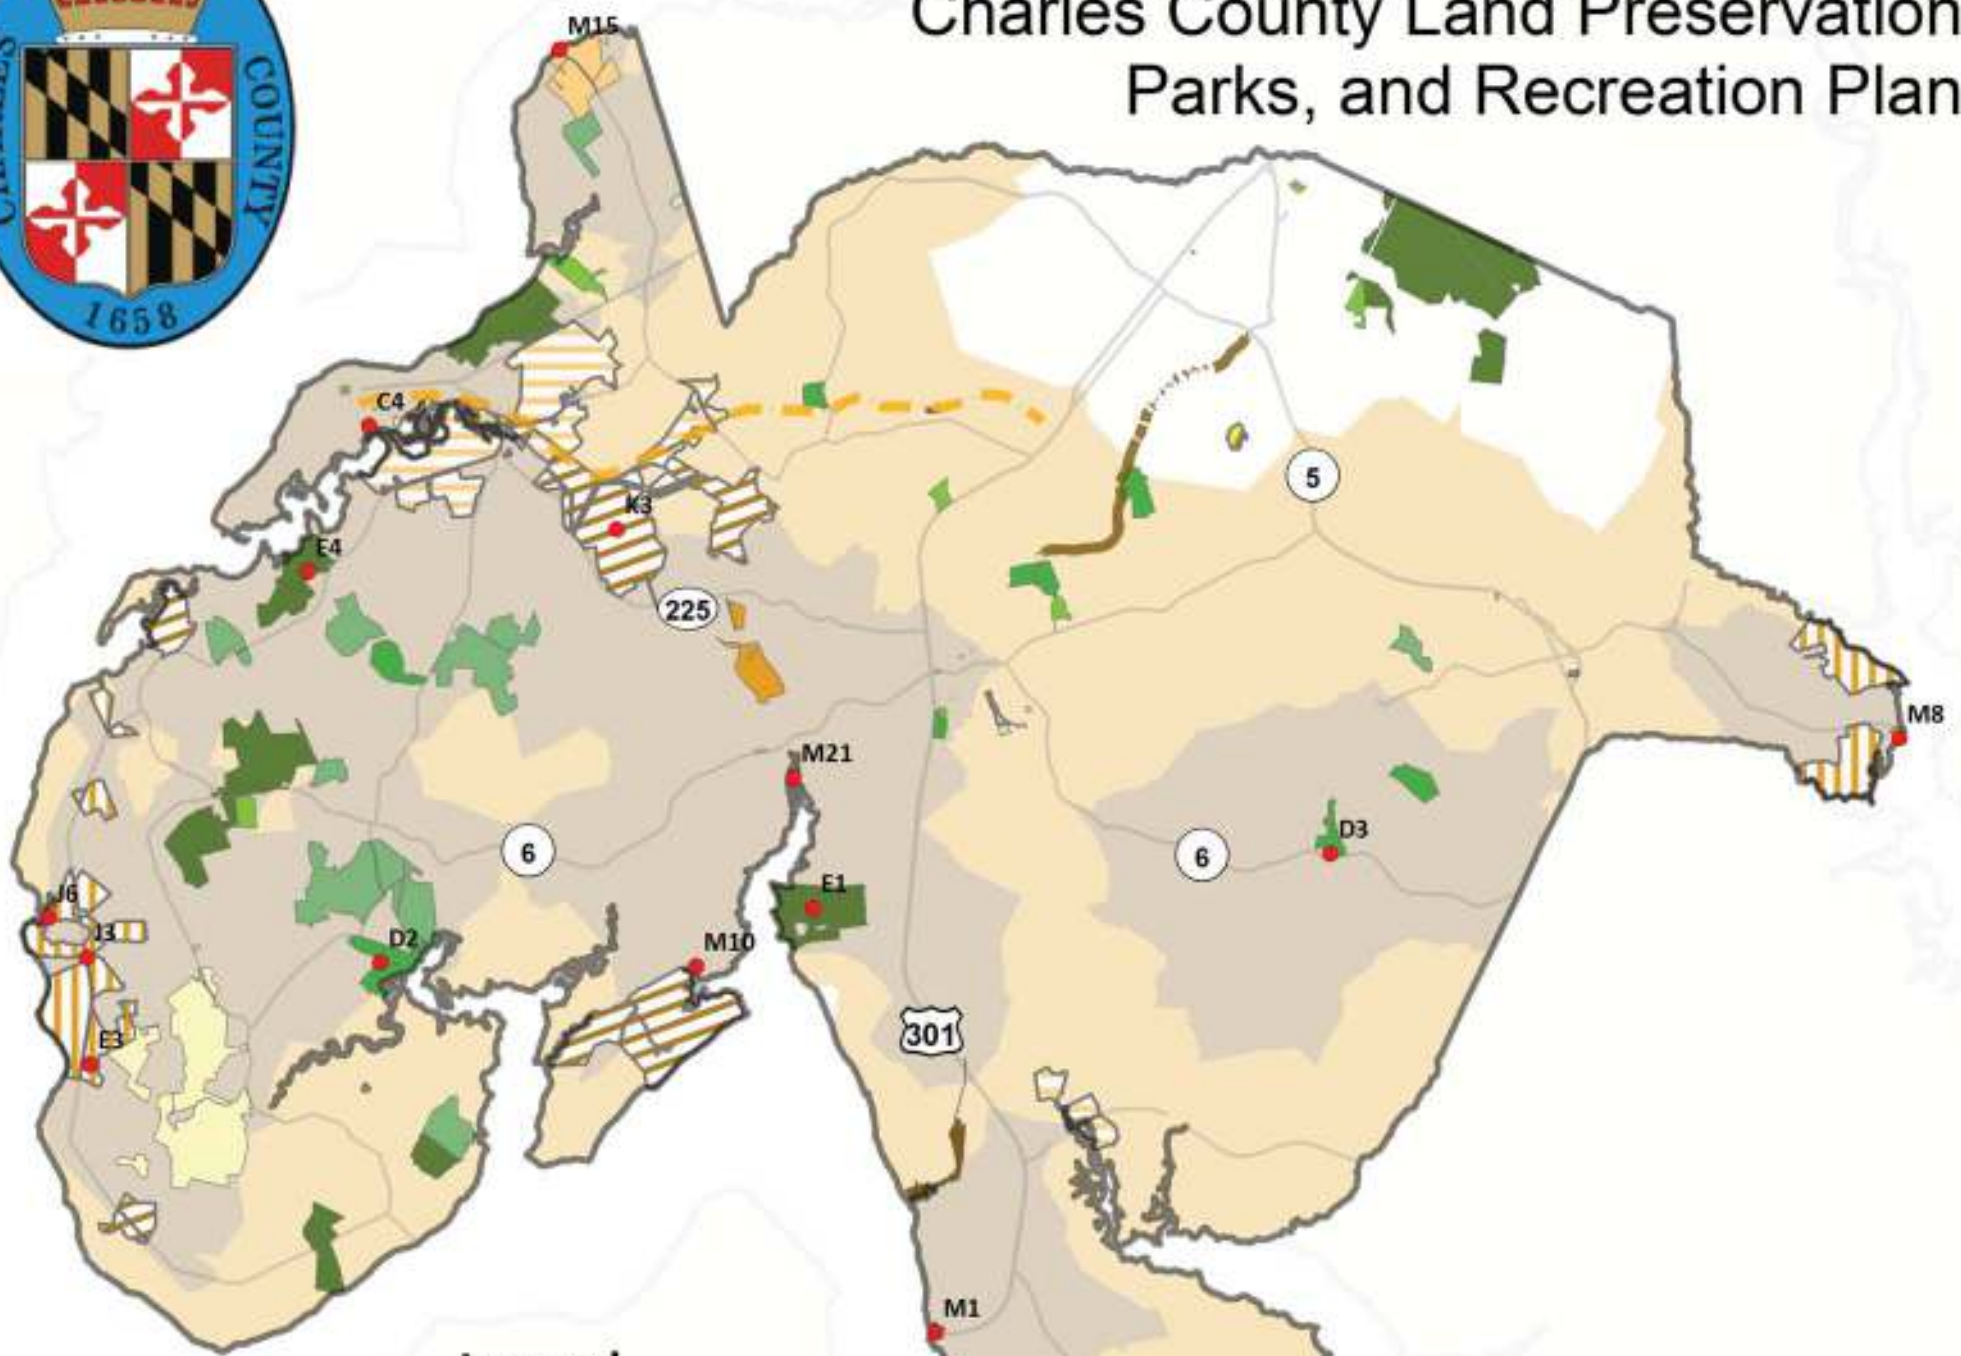 Charles County Land Preservation
Parks, and Recreation Plan
COUNTY
1658
M15
C4
K3
E4
5
225
M8
M21
6
6
D3
E1
J6
J3
D2
M10
E3
301
M1